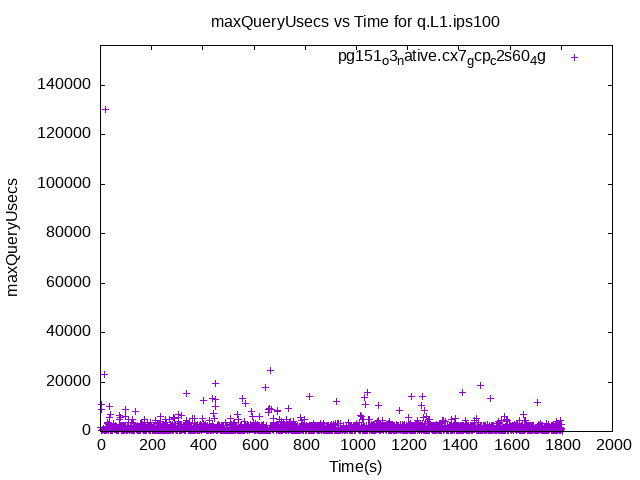 maxQueryUsecs vs Time for q.L1.ips100
pg151o3native.cx7gcpc2s604g
140000
120000
100000
80000
60000
40000
20000
0
maxQueryUsecs
0 200 400 600 800 1000 1200 1400 1600 1800 2000
Time(s)